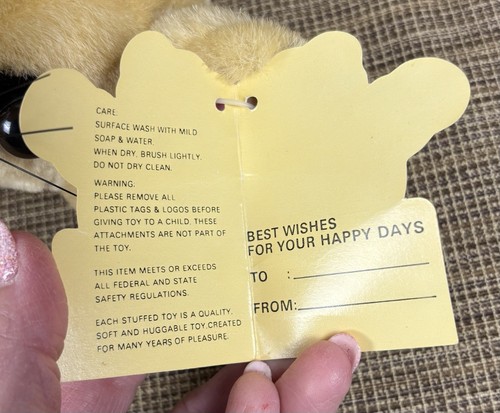 CARE:
SURFACE WASH WITH MILD
SOAP & WATER.
WHEN DRY, BRUSH LIGHTLY.
DO NOT DRY CLEAN.
WARNING:
PLEASE REMOVE ALL
PLASTIC TAGS & LOGOS BEFORE
GIVING TOY TO A CHILD. THESE
ATTACHMENTS ARE NOT PART OF
THE TOY.
THIS ITEM MEETS OR EXCEEDS
ALL FEDERAL AND STATE
SAFETY REGULATIONS.
EACH STUFFED TOY IS A QUALITY.
SOFT AND HUGGABLE TOY.CREATED
FOR MANY YEARS OF PLEASURE.
BEST WISHES
FOR YOUR HAPPY DAYS
TO :
FROM: